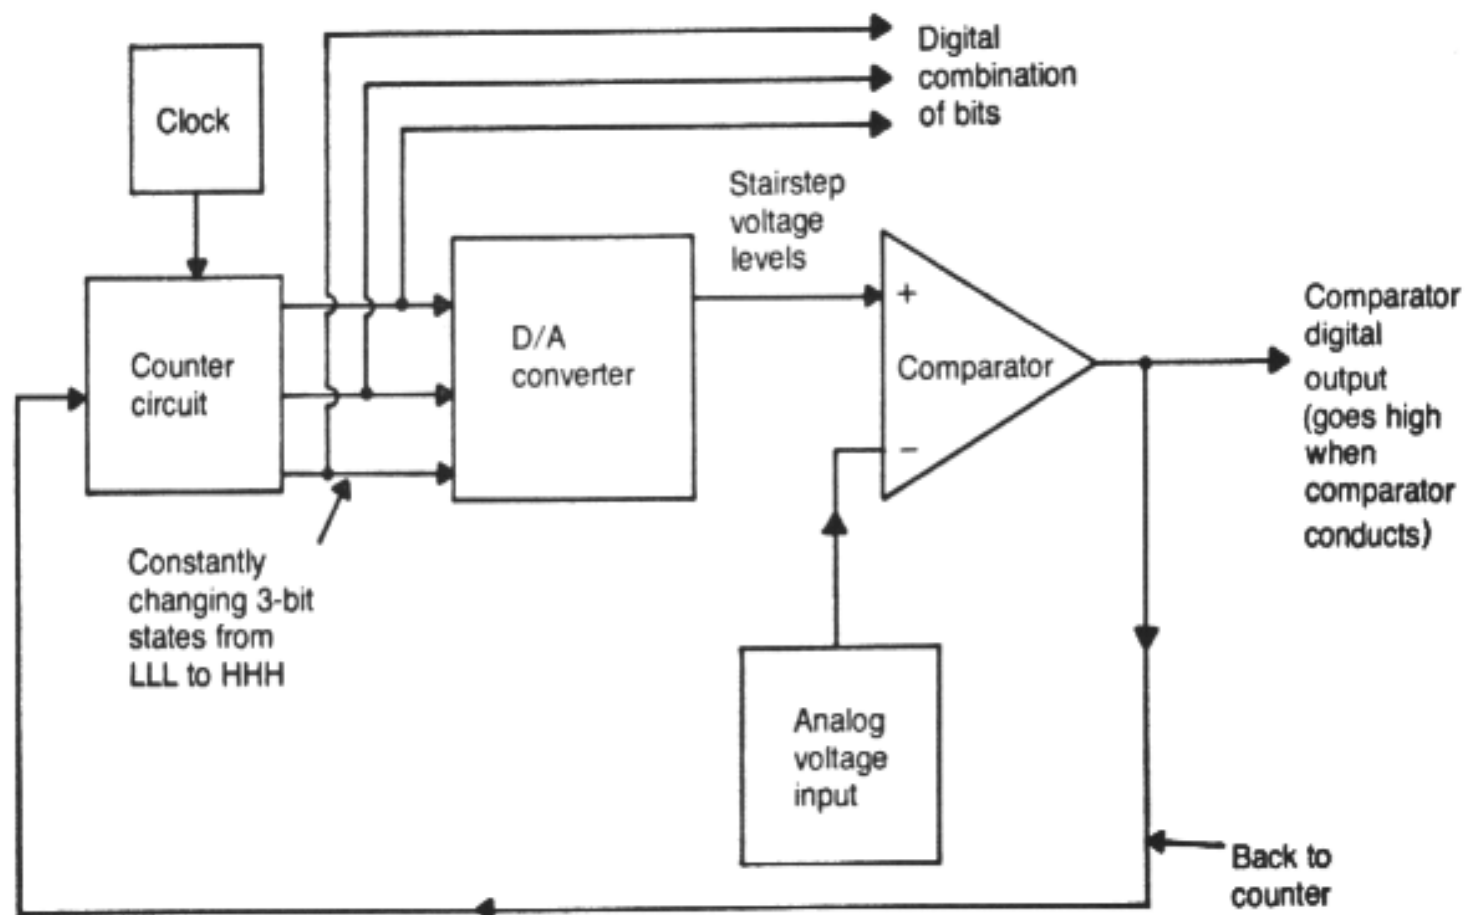 Digital
combination
of bits
Clock
Stairstep
voltage
levels
Counter
circuit
D/A
converter
+
Comparator
−
Comparator
digital
output
(goes high
when
comparator
conducts)
Constantly
changing 3-bit
states from
LLL to HHH
Analog
voltage
input
Back to
counter